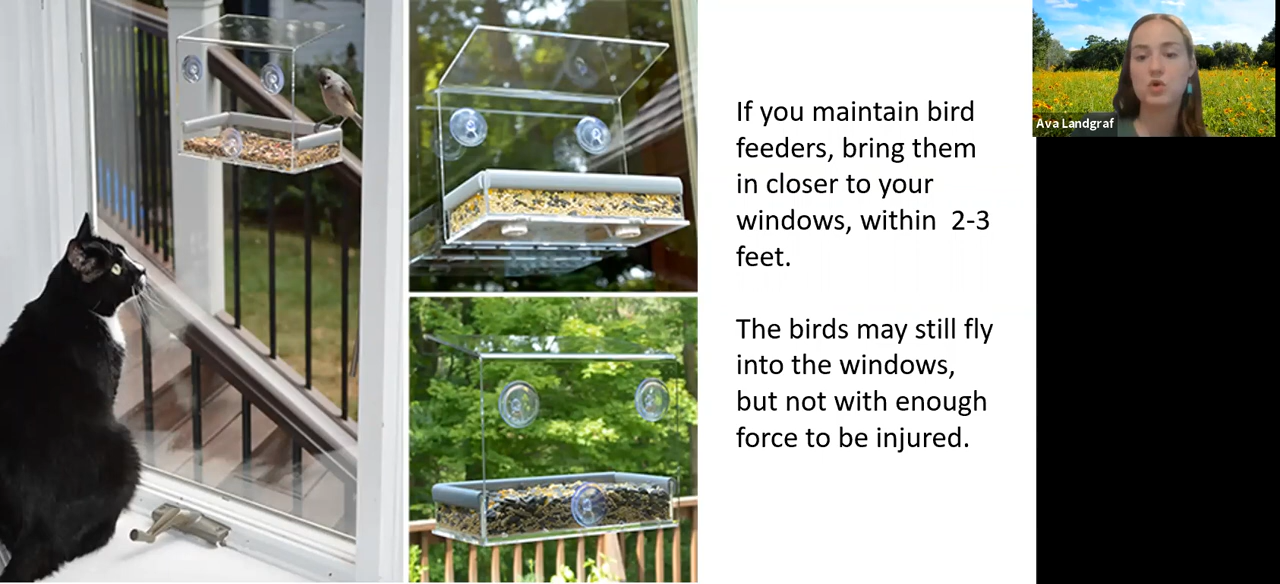 If you maintain bird
feeders, bring them
in closer to your
windows, within  2-3
feet.
The birds may still fly
into the windows,
but not with enough
force to be injured.
Ava Landgraf